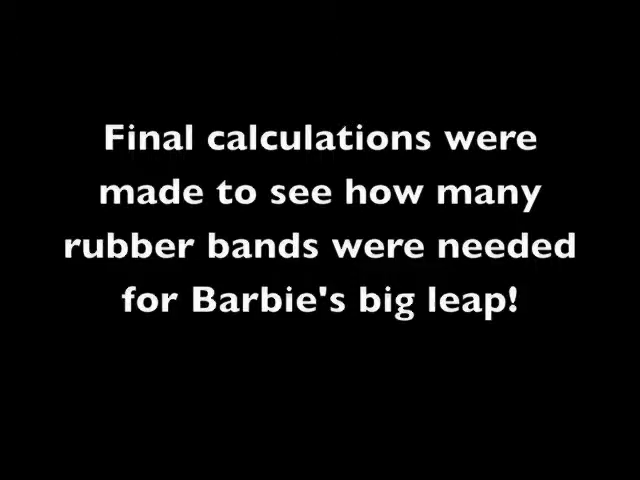 Final calculations were
made to see how many
rubber bands were needed
for Barbie's big leap!